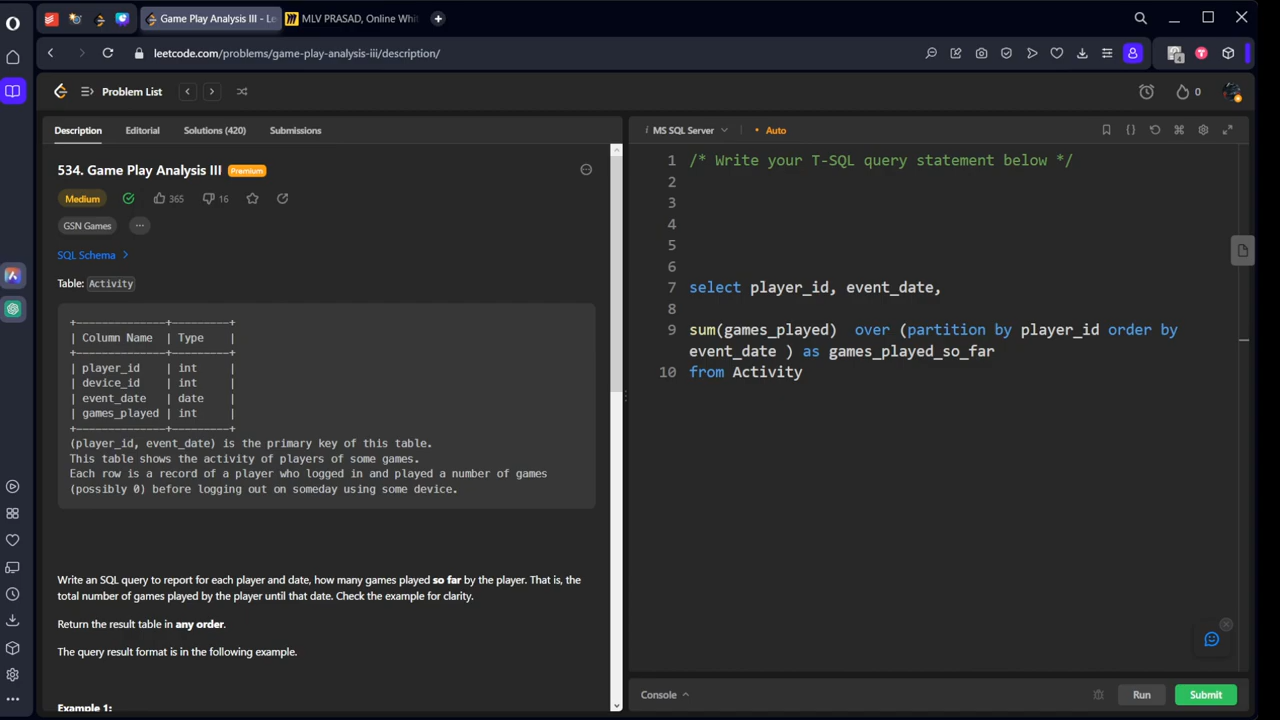 Game Play Analysis III - Le
MLV PRASAD, Online Whi
leetcode.com/problems/game-play-analysis-iii/description/
4
Problem List
0
Description
Editorial
Solutions (420)
Submissions
MS SQL Server
Auto
534. Game Play Analysis III
Premium
Medium
365
16
GSN Games
SQL Schema
Table: Activity
+--------------+---------+
| Column Name | Type |
+--------------+---------+
| player_id | int |
| device_id | int |
| event_date | date |
| games_played | int |
+--------------+---------+
(player_id, event_date) is the primary key of this table.
This table shows the activity of players of some games.
Each row is a record of a player who logged in and played a number of games
(possibly 0) before logging out on someday using some device.
Write an SQL query to report for each player and date, how many games played so far by the player. That is, the
total number of games played by the player until that date. Check the example for clarity.
Return the result table in any order.
The query result format is in the following example.
Example 1:
1 /* Write your T-SQL query statement below */
2
3
4
5
6
7 select player_id, event_date,
8
9 sum(games_played) over (partition by player_id order by
event_date ) as games_played_so_far
10 from Activity
Console
Run
Submit